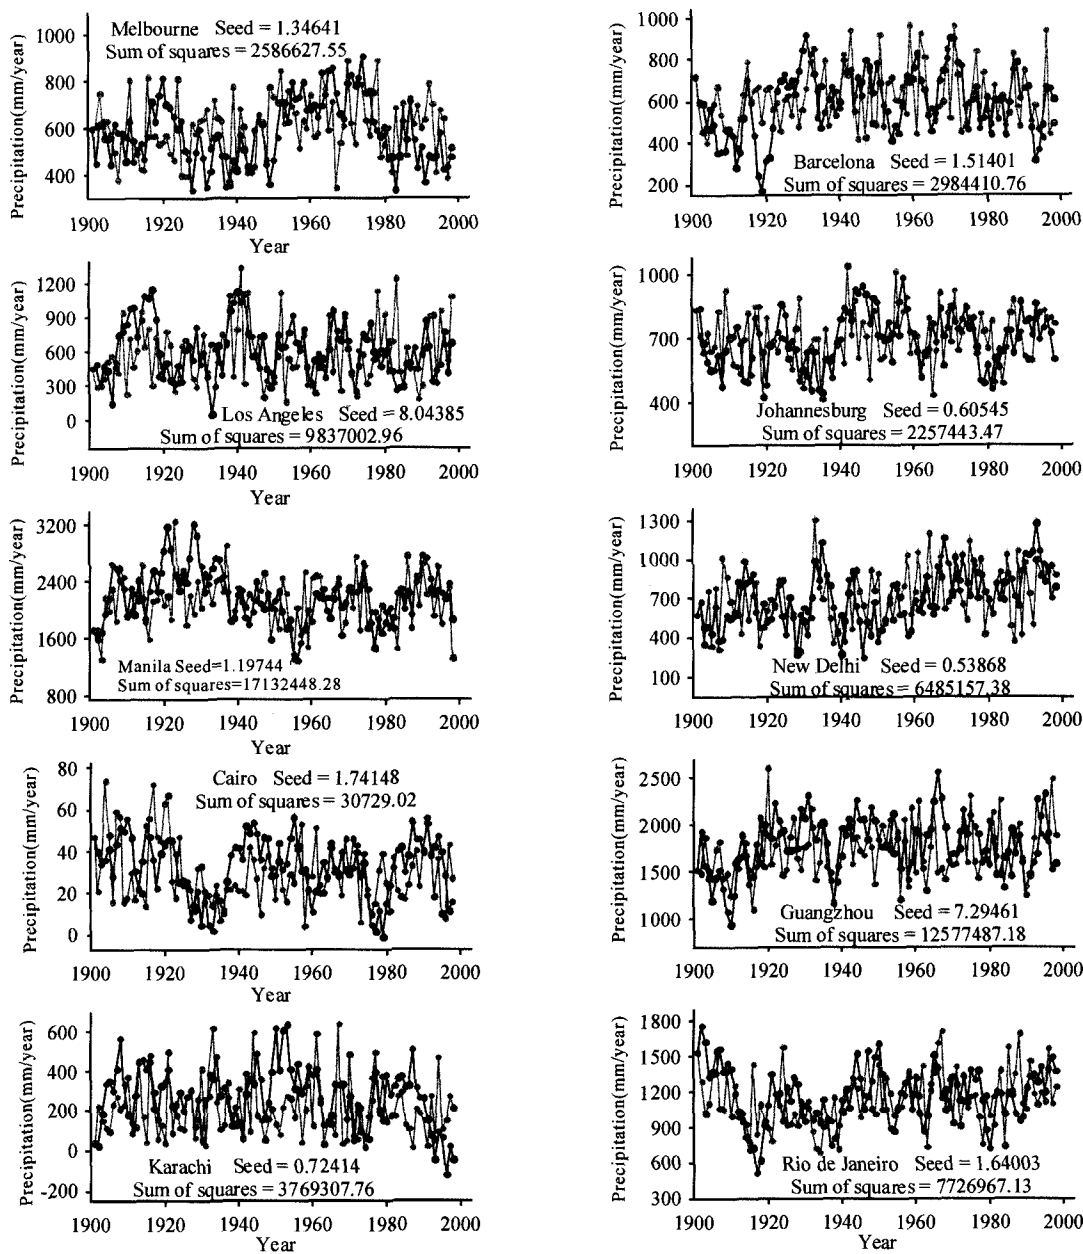 Melbourne Seed = 1.34641
Sum of squares = 2586627.55
Precipitation(mm/year)
1000
800
600
400
1900 1920 1940 1960 1980 2000
Year
Precipitation(mm/year)
1000
800
600
400
200
Barcelona Seed = 1.51401
Sum of squares = 2984410.76
1900 1920 1940 1960 1980 2000
Precipitation(mm/year)
1200
900
600
300
0
Los Angeles Seed = 8.04385
Sum of squares = 9837002.96
1900 1920 1940 1960 1980 2000
Year
Precipitation(mm/year)
1000
700
400
Johannesburg Seed = 0.60545
Sum of squares = 2257443.47
1900 1920 1940 1960 1980 2000
Precipitation(mm/year)
3200
2400
1600
800
Manila Seed=1.19744
Sum of squares=17132448.28
1900 1920 1940 1960 1980 2000
Year
Precipitation(mm/year)
1300
1000
700
400
100
New Delhi Seed = 0.53868
Sum of squares = 6485157.38
1900 1920 1940 1960 1980 2000
Precipitation(mm/year)
80
60
40
20
0
Cairo Seed = 1.74148
Sum of squares = 30729.02
1900 1920 1940 1960 1980 2000
Year
Precipitation(mm/year)
2500
2000
1500
1000
Guangzhou Seed = 7.29461
Sum of squares = 12577487.18
1900 1920 1940 1960 1980 2000
Precipitation(mm/year)
600
400
200
0
-200
Karachi Seed = 0.72414
Sum of squares = 3769307.76
1900 1920 1940 1960 1980 2000
Year
Precipitation(mm/year)
1800
1500
1200
900
600
300
Rio de Janeiro Seed = 1.64003
Sum of squares = 7726967.13
1900 1920 1940 1960 1980 2000
Year